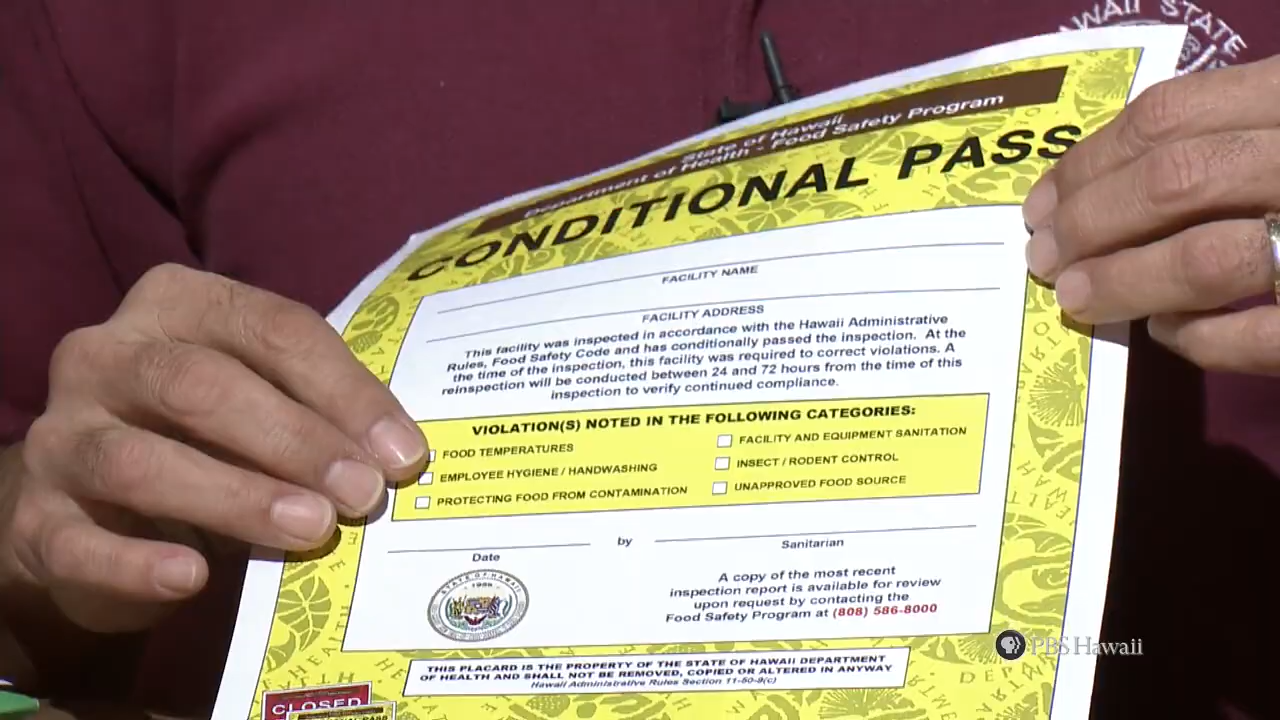 WAII STATE
State of Hawaii
Department of Health - Food Safety Program
CONDITIONAL PASS
FACILITY NAME
FACILITY ADDRESS
This facility was inspected in accordance with the Hawaii Administrative
Rules, Food Safety Code and has conditionally passed the inspection. At the
the time of the inspection, this facility was required to correct violations. A
reinspection will be conducted between 24 and 72 hours from the time of this
inspection to verify continued compliance.
VIOLATION(S) NOTED IN THE FOLLOWING CATEGORIES:
FOOD TEMPERATURES
EMPLOYEE HYGIENE / HANDWASHING
PROTECTING FOOD FROM CONTAMINATION
FACILITY AND EQUIPMENT SANITATION
INSECT / RODENT CONTROL
UNAPPROVED FOOD SOURCE
by
Date
Sanitarian
STATE OF HAWAII
1959
A copy of the most recent
inspection report is available for review
upon request by contacting the
Food Safety Program at (808) 586-8000
THIS PLACARD IS THE PROPERTY OF THE STATE OF HAWAII DEPARTMENT
OF HEALTH AND SHALL NOT BE REMOVED, COPIED OR ALTERED IN ANYWAY
Hawaii Administrative Rules Section 11-50-9(c)
CLOSED
PBS Hawaii